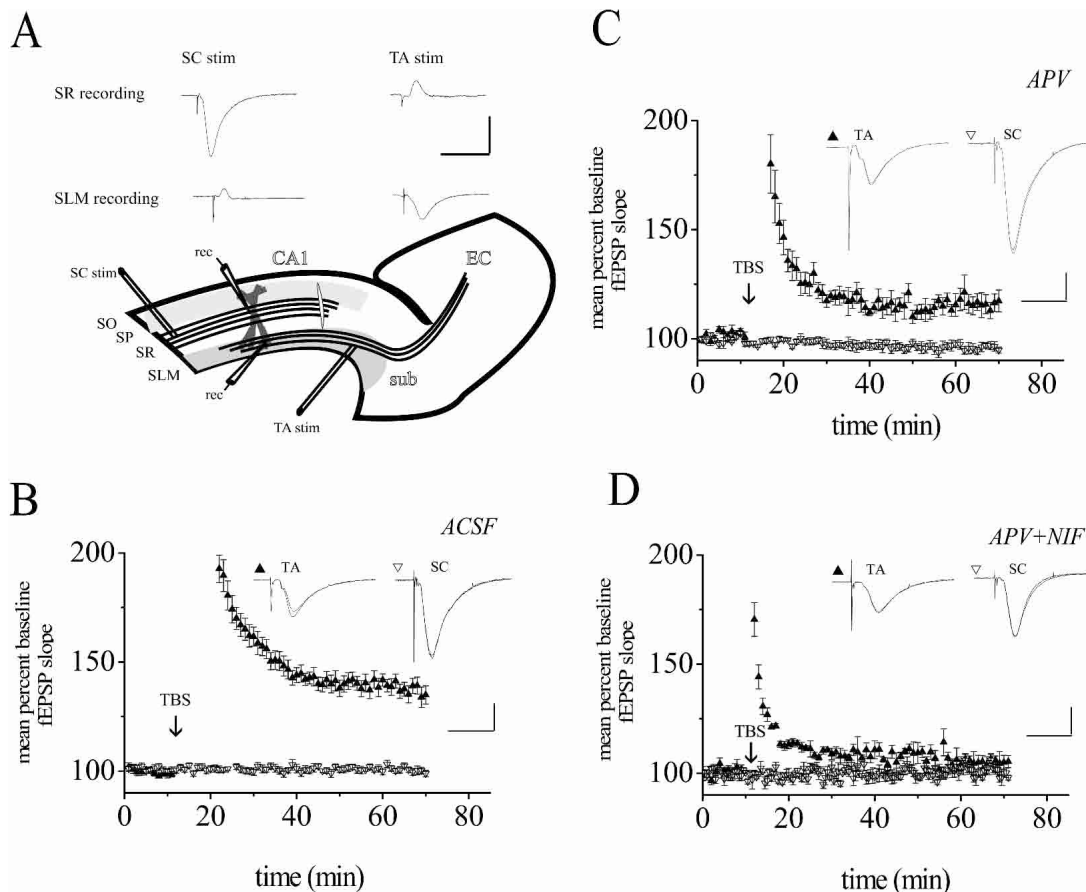 A
SC stim
TA stim
SR recording
SLM recording
SC stim
rec
CA1
EC
SO
SP
SR
SLM
rec
sub
TA stim
B
ACSF
mean percent baseline
fEPSP slope
200
150
100
TBS
TA
SC
0
20
40
60
80
time (min)
C
APV
mean percent baseline
fEPSP slope
200
150
100
TBS
TA
SC
0
20
40
60
80
time (min)
D
APV+NIF
mean percent baseline
fEPSP slope
200
150
100
TBS
TA
SC
0
20
40
60
80
time (min)